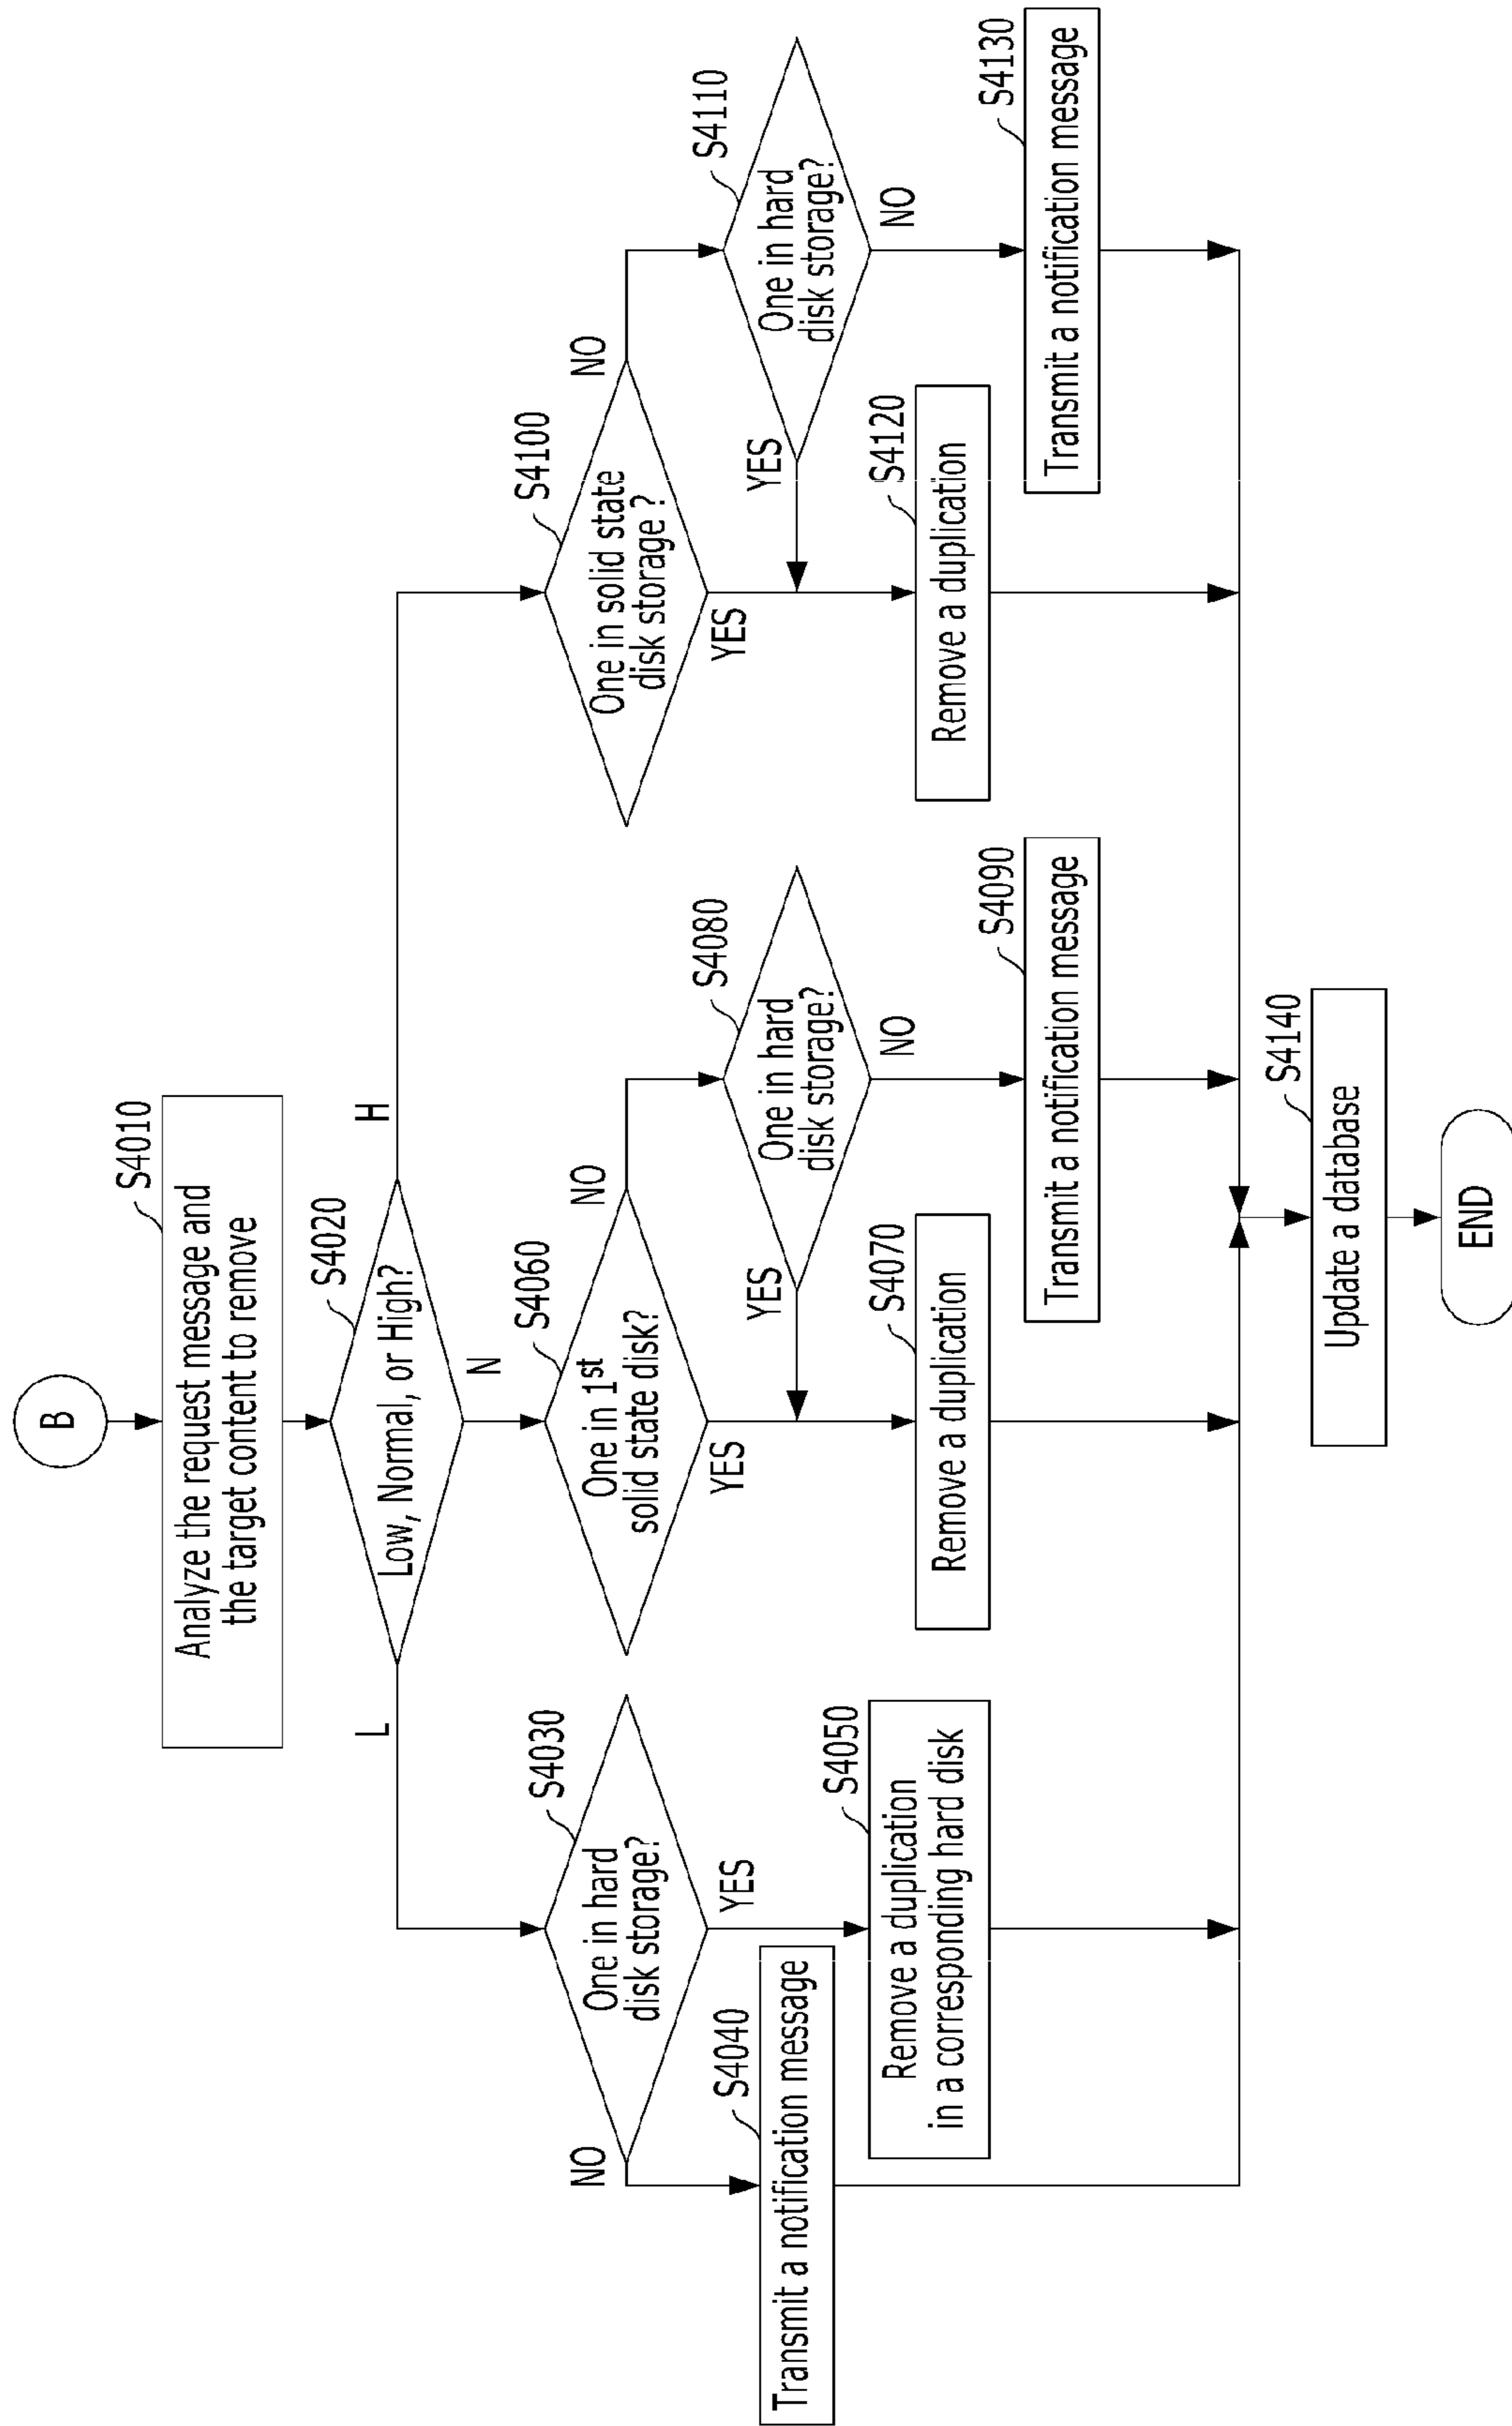 B
S4010
Analyze the request message and
the target content to remove
S4020
Low, Normal, or High?
L
N
H
S4030
One in hard
disk storage?
NO
YES
S4040
Transmit a notification message
S4050
Remove a duplication
in a corresponding hard disk
S4060
One in 1st
solid state disk?
YES
NO
S4080
One in hard
disk storage?
YES
NO
S4070
Remove a duplication
S4090
Transmit a notification message
S4100
One in solid state
disk storage ?
YES
NO
S4110
One in hard
disk storage?
YES
NO
S4120
Remove a duplication
S4130
Transmit a notification message
S4140
Update a database
END